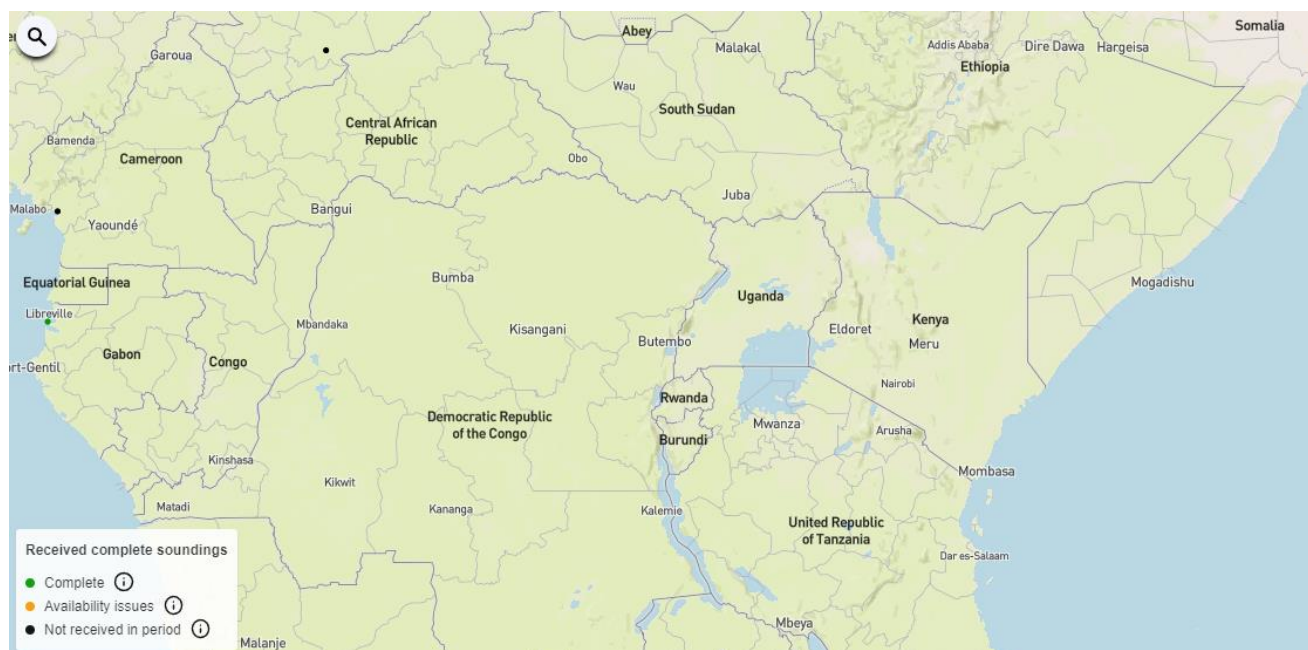 Somalia
Abey
Malakal
Addis Ababa
Dire Dawa
Hargeisa
Garoua
Ethiopia
Wau
South Sudan
Central African
Republic
Bamenda
Cameroon
Obo
Juba
Malabo
Yaoundé
Bangui
Equatorial Guinea
Bumba
Uganda
Mogadishu
Libreville
Mbandaka
Kisangani
Butembo
Eldoret
Kenya
Meru
ort-Gentil
Gabon
Congo
Nairobi
Rwanda
Democratic Republic
of the Congo
Burundi
Mwanza
Arusha
Kinshasa
Mombasa
Kikwit
Matadi
Kananga
Kalemie
United Republic
of Tanzania
Dar es-Salaam
Received complete soundings
Complete
Availability issues
Not received in period
Malanje
Mbeya